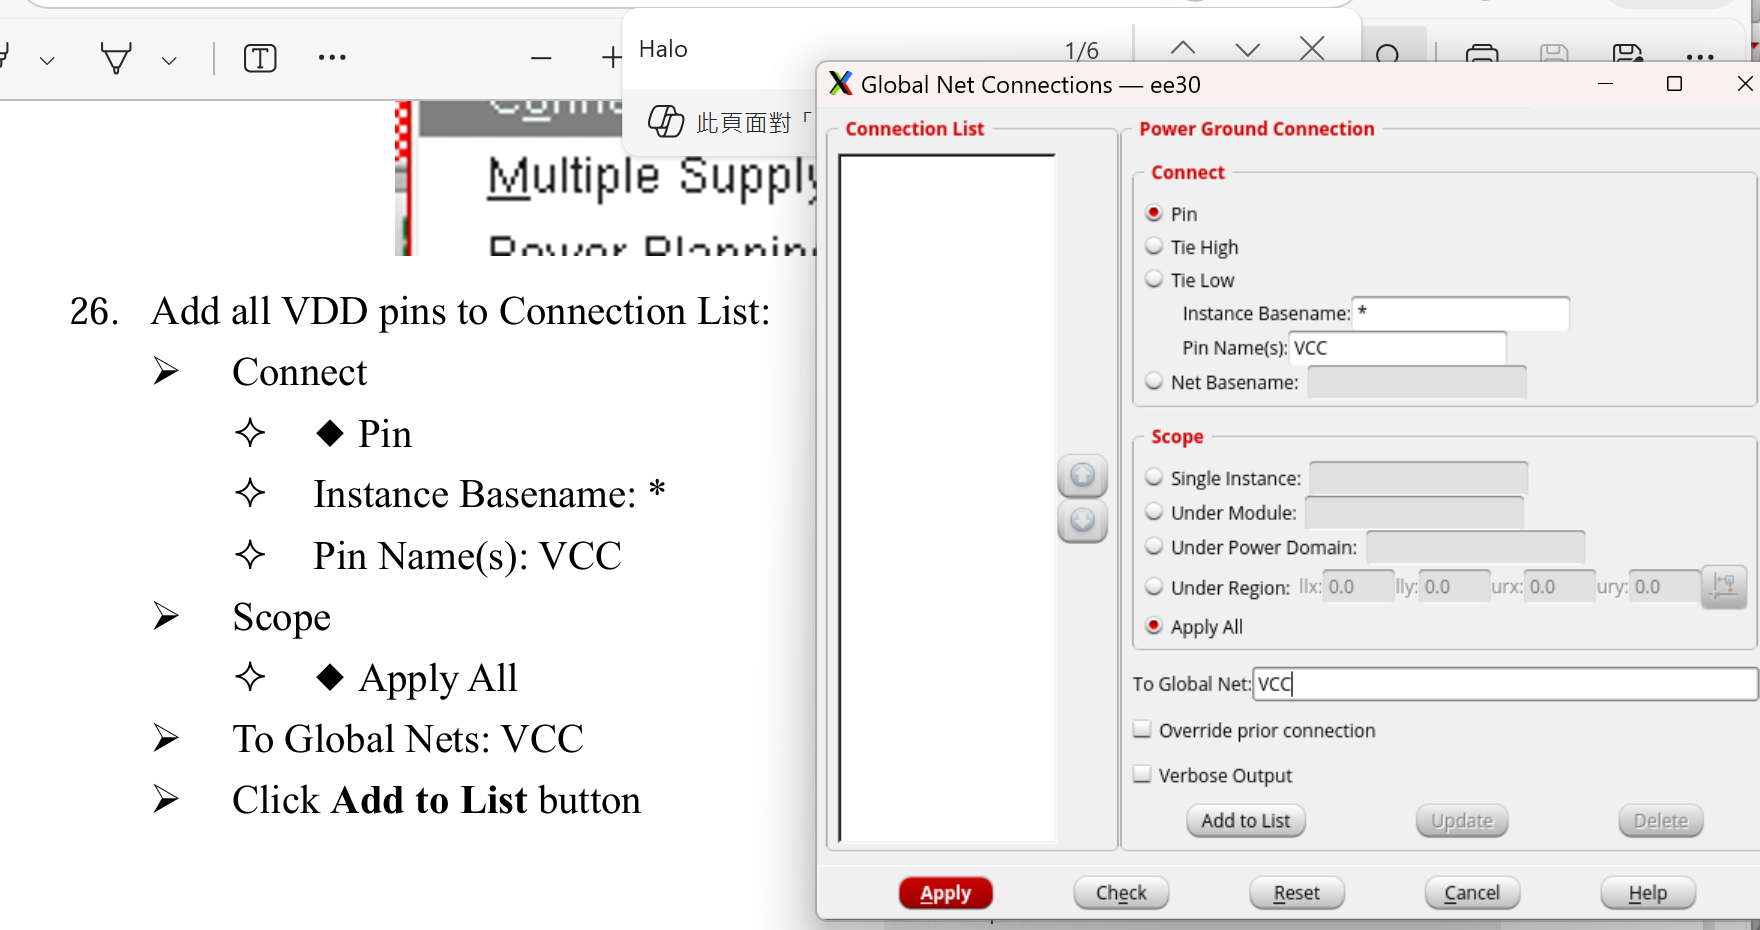 Halo
1/6
此頁面對「
Multiple Supply
Power Planning
26. Add all VDD pins to Connection List:
➢ Connect
✧ ◆ Pin
✧ Instance Basename: *
✧ Pin Name(s): VCC
➢ Scope
✧ ◆ Apply All
➢ To Global Nets: VCC
➢ Click Add to List button
Global Net Connections — ee30
Connection List
Power Ground Connection
Connect
Pin
Tie High
Tie Low
Instance Basename: *
Pin Name(s): VCC
Net Basename:
Scope
Single Instance:
Under Module:
Under Power Domain:
Under Region: llx: 0.0 lly: 0.0 urx: 0.0 ury: 0.0
Apply All
To Global Net: VCC
Override prior connection
Verbose Output
Add to List Update Delete
Apply Check Reset Cancel Help